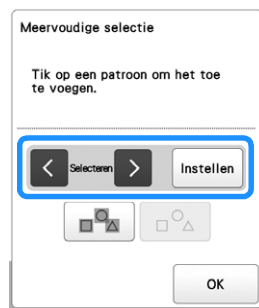 Meervoudige selectie
Tik op een patroon om het toe
te voegen.
Selecteren Instellen
OK